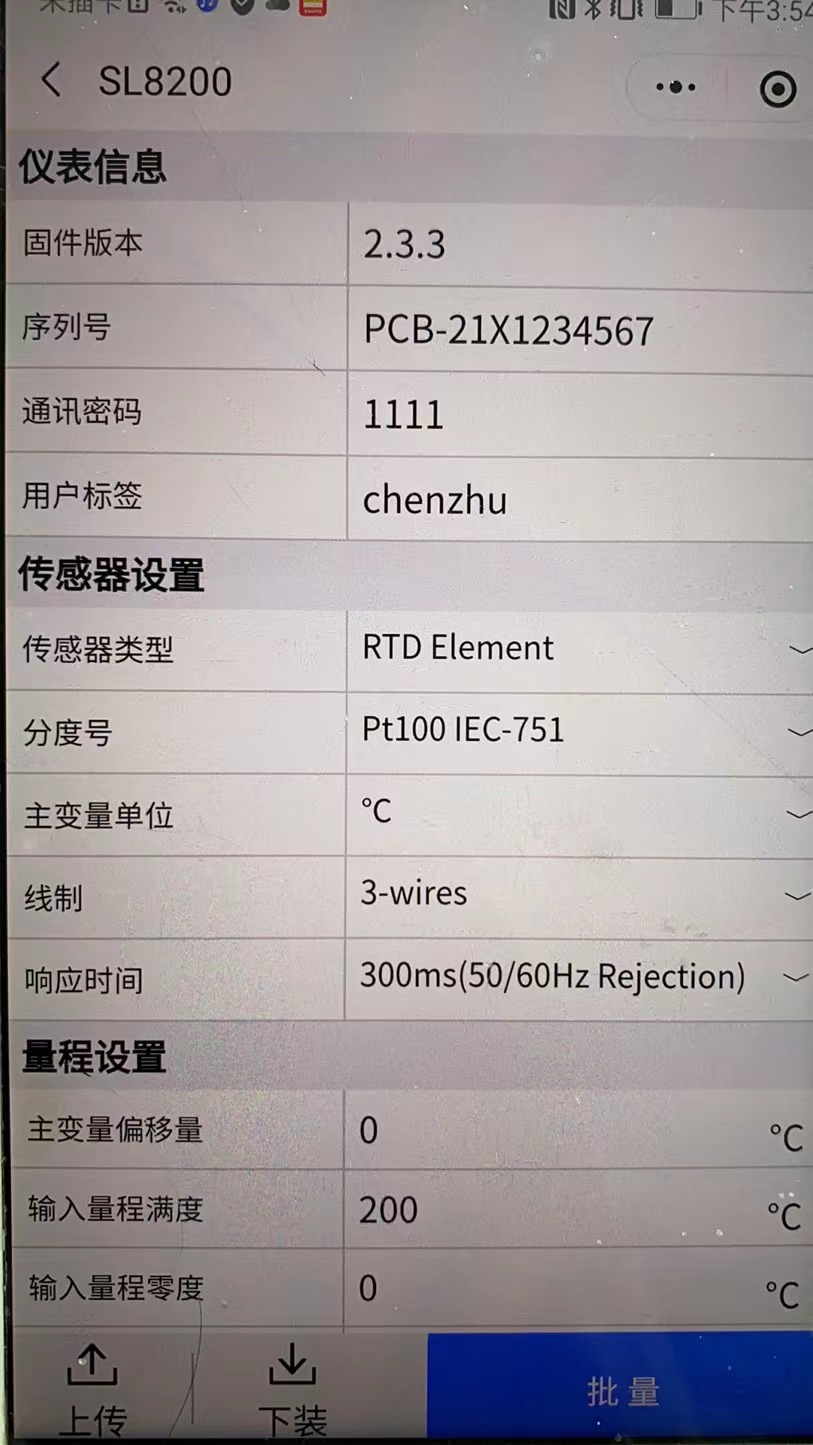 未插卡 下午3:54
SL8200
仪表信息
固件版本 2.3.3
序列号 PCB-21X1234567
通讯密码 1111
用户标签 chenzhu
传感器设置
传感器类型 RTD Element
分度号 Pt100 IEC-751
主变量单位 °C
线制 3-wires
响应时间 300ms(50/60Hz Rejection)
量程设置
主变量偏移量 0 °C
输入量程满度 200 °C
输入量程零度 0 °C
上传 下装 批量